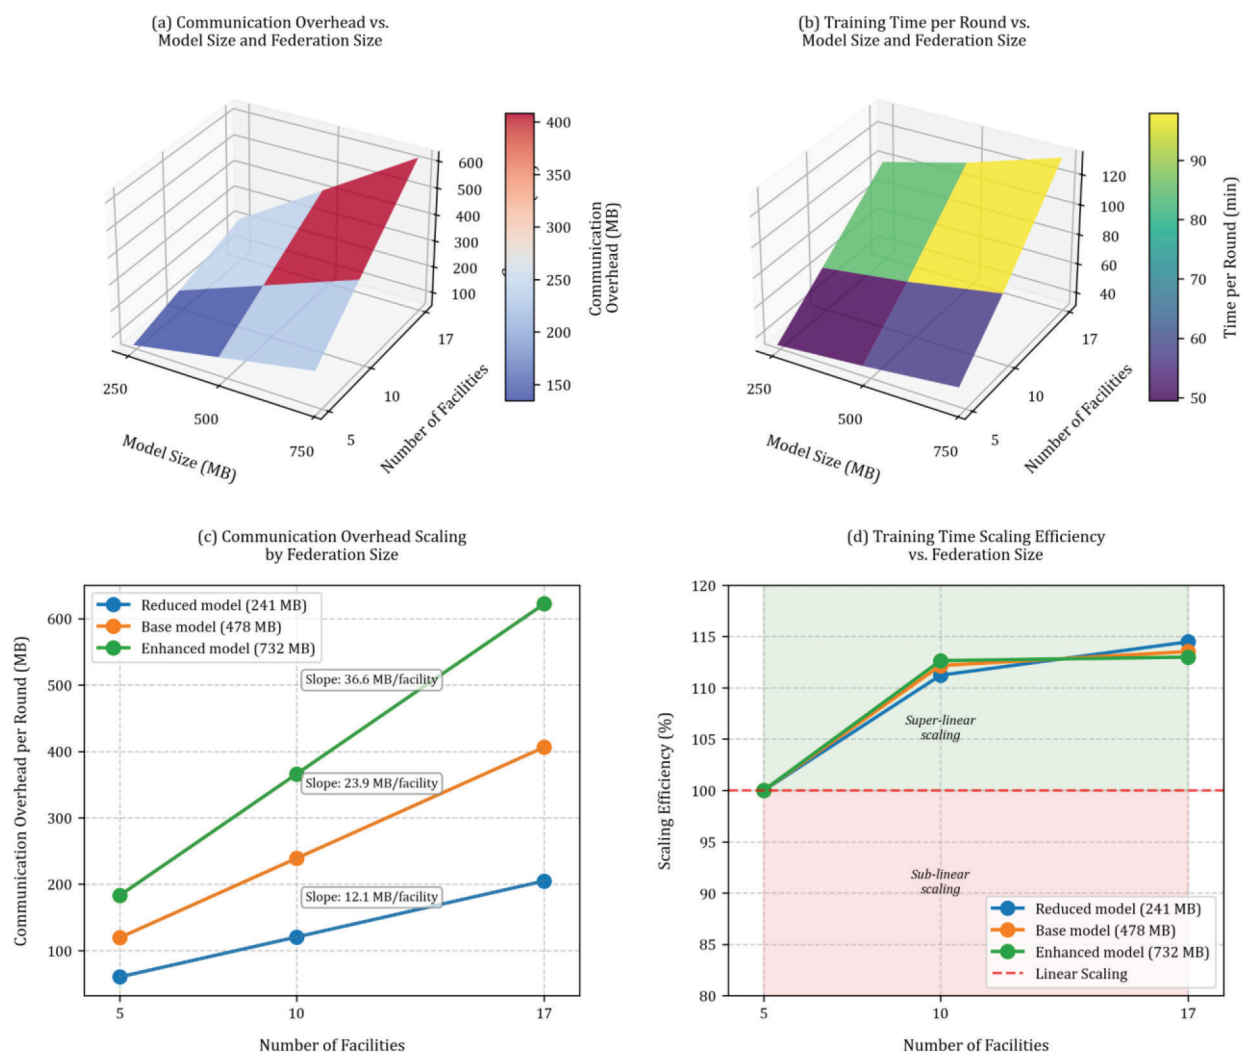 (a) Communication Overhead vs.
Model Size and Federation Size
400
350
300
250
200
150
Communication
Overhead (MB)
600
500
400
300
200
100
17
10
5
Number of Facilities
250
500
750
Model Size (MB)
(b) Training Time per Round vs.
Model Size and Federation Size
90
80
70
60
50
Time per Round (min)
120
100
80
60
40
17
10
5
Number of Facilities
250
500
750
Model Size (MB)
(c) Communication Overhead Scaling
by Federation Size
Communication Overhead per Round (MB)
600
500
400
300
200
100
Reduced model (241 MB)
Base model (478 MB)
Enhanced model (732 MB)
Slope: 36.6 MB/facility
Slope: 23.9 MB/facility
Slope: 12.1 MB/facility
5
10
17
Number of Facilities
(d) Training Time Scaling Efficiency
vs. Federation Size
Scaling Efficiency (%)
120
115
110
105
100
95
90
85
80
Super-linear
scaling
Sub-linear
scaling
Reduced model (241 MB)
Base model (478 MB)
Enhanced model (732 MB)
Linear Scaling
5
10
17
Number of Facilities